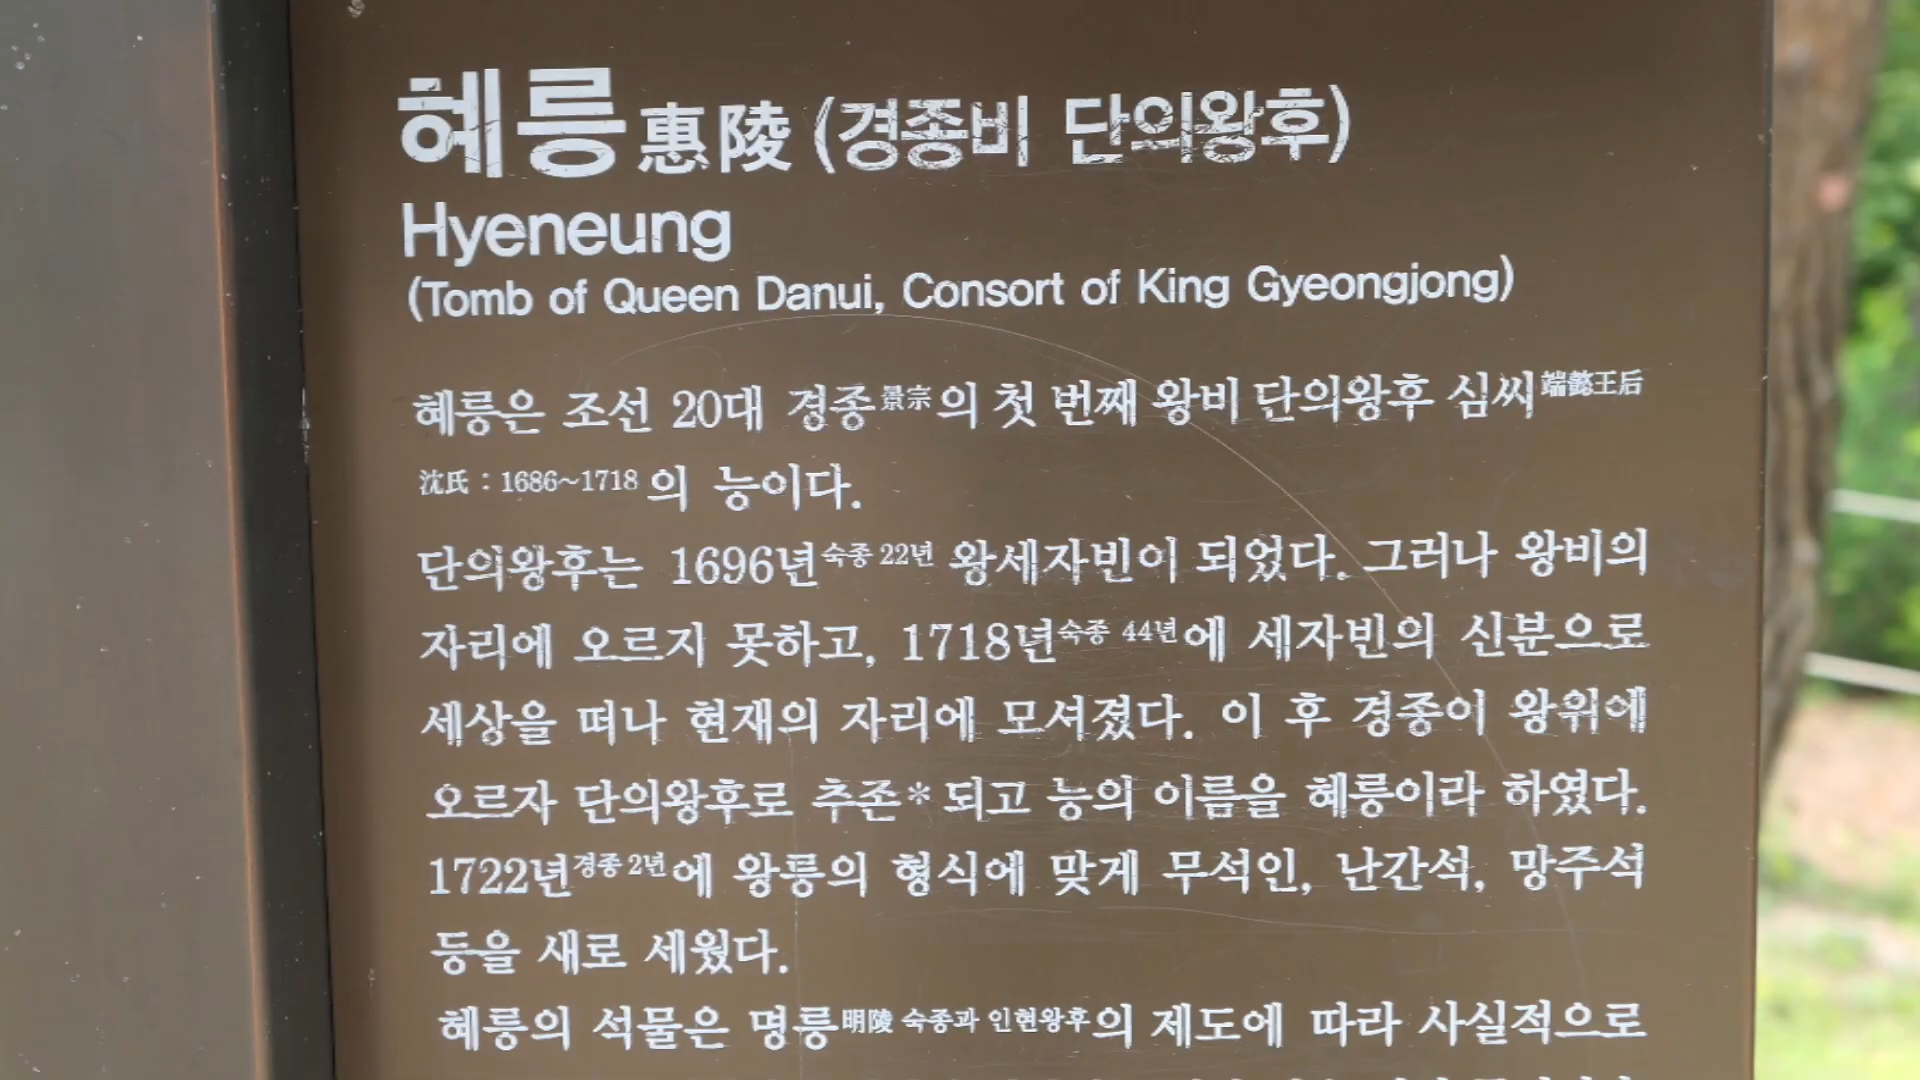 혜릉 惠陵 (경종비 단의왕후)
Hyeneung
(Tomb of Queen Danui, Consort of King Gyeongjong)
혜릉은 조선 20대 경종景宗의 첫 번째 왕비 단의왕후 심씨端懿王后
沈氏 : 1686~1718의 능이다.
단의왕후는 1696년숙종 22년 왕세자빈이 되었다. 그러나 왕비의
자리에 오르지 못하고, 1718년숙종 44년에 세자빈의 신분으로
세상을 떠나 현재의 자리에 모셔졌다. 이 후 경종이 왕위에
오르자 단의왕후로 추존* 되고 능의 이름을 혜릉이라 하였다.
1722년경종 2년에 왕릉의 형식에 맞게 무석인, 난간석, 망주석
등을 새로 세웠다.
혜릉의 석물은 명릉明陵 숙종과 인현왕후의 제도에 따라 사실적으로